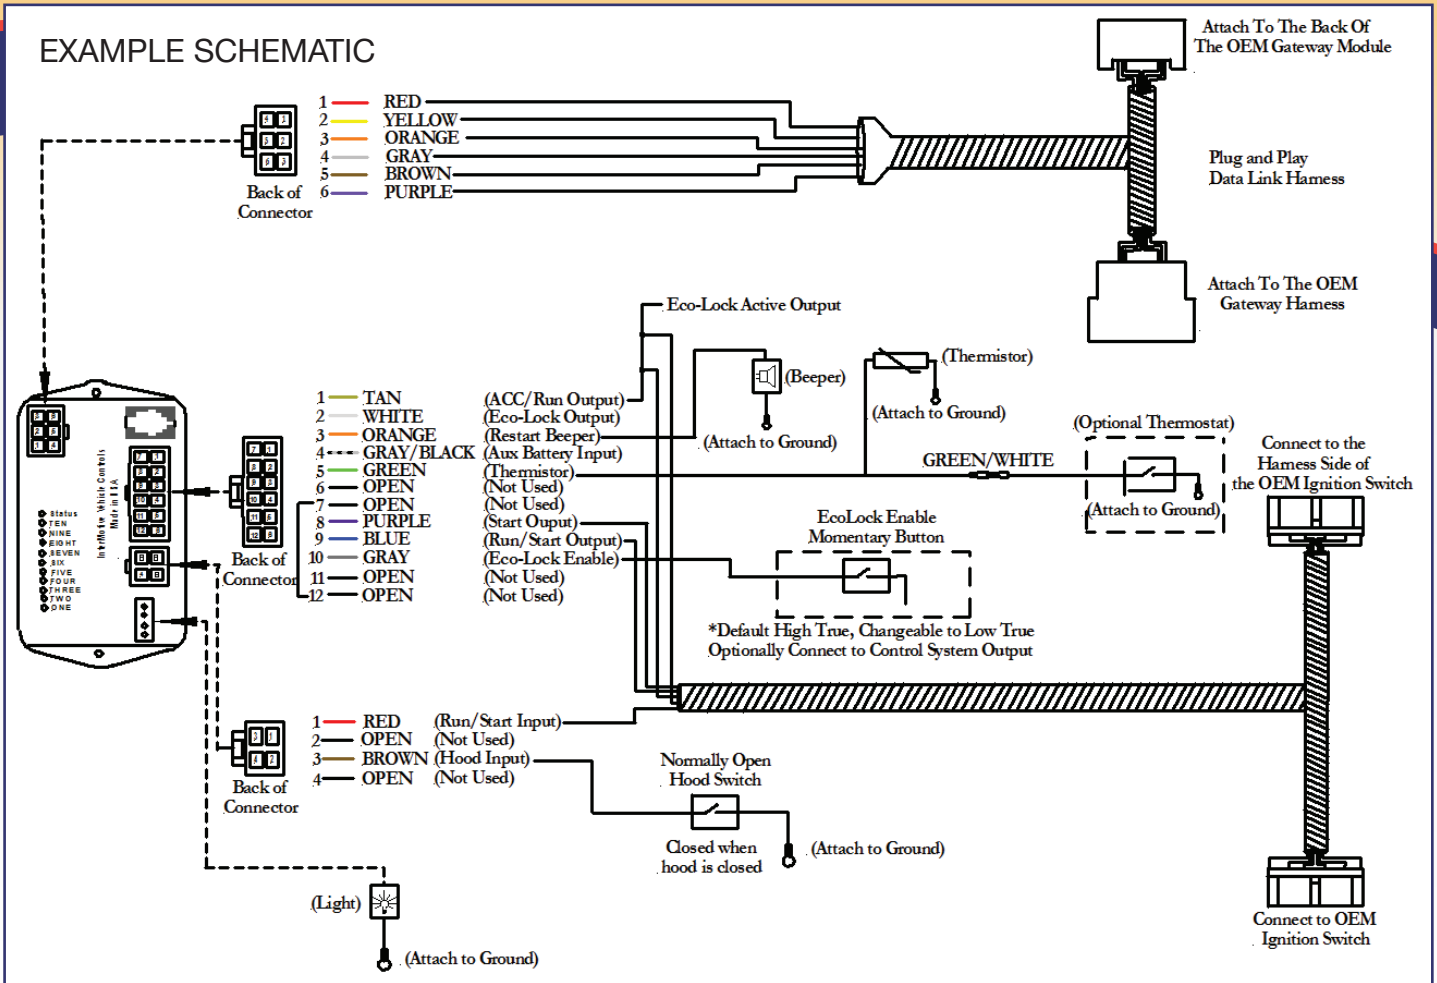 EXAMPLE SCHEMATIC
Attach To The Back Of
The OEM Gateway Module
1 RED
2 YELLOW
3 ORANGE
4 GRAY
5 BROWN
6 PURPLE
Back of
Connector
Plug and Play
Data Link Harness
Attach To The OEM
Gateway Harness
Eco-Lock Active Output
(Beeper)
(Attach to Ground)
(Thermistor)
(Attach to Ground)
(Optional Thermostat)
GREEN/WHITE
(Attach to Ground)
Connect to the
Harness Side of
the OEM Ignition Switch
1 TAN (ACC/Run Output)
2 WHITE (Eco-Lock Output)
3 ORANGE (Restart Beeper)
4 GRAY/BLACK (Aux Battery Input)
5 GREEN (Thermistor)
6 OPEN (Not Used)
7 OPEN (Not Used)
8 PURPLE (Start Ouput)
9 BLUE (Run/Start Output)
10 GRAY (Eco-Lock Enable)
11 OPEN (Not Used)
12 OPEN (Not Used)
Back of
Connector
EcoLock Enable
Momentary Button
*Default High True, Changeable to Low True
Optionally Connect to Control System Output
InterMotive Vehicle Controls
Status
TEN
NINE
EIGHT
SEVEN
SIX
FIVE
FOUR
THREE
TWO
ONE
1 RED (Run/Start Input)
2 OPEN (Not Used)
3 BROWN (Hood Input)
4 OPEN (Not Used)
Back of
Connector
Normally Open
Hood Switch
Closed when
hood is closed
(Attach to Ground)
(Light)
(Attach to Ground)
Connect to OEM
Ignition Switch